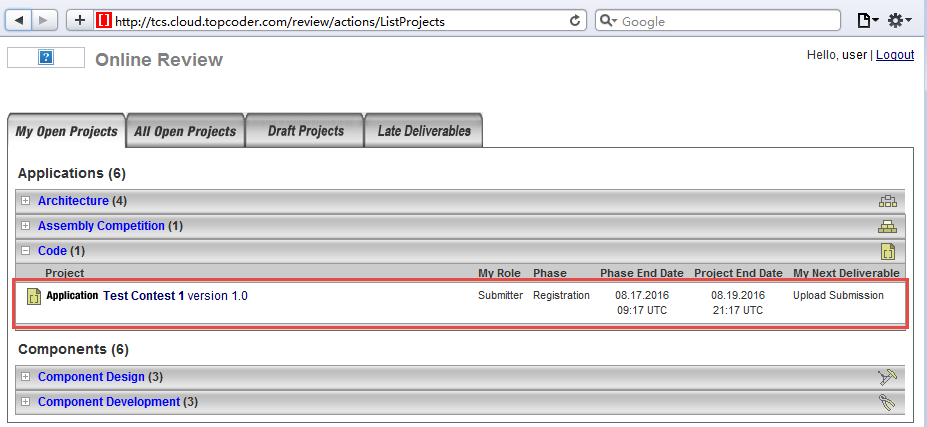 http://tcs.cloud.topcoder.com/review/actions/ListProjects
Google
Online Review
Hello, user | Logout
My Open Projects
All Open Projects
Draft Projects
Late Deliverables
Applications (6)
Architecture (4)
Assembly Competition (1)
Code (1)
Project My Role Phase Phase End Date Project End Date My Next Deliverable
Application Test Contest 1 version 1.0 Submitter Registration 08.17.2016 08.19.2016 Upload Submission
09:17 UTC 21:17 UTC
Components (6)
Component Design (3)
Component Development (3)